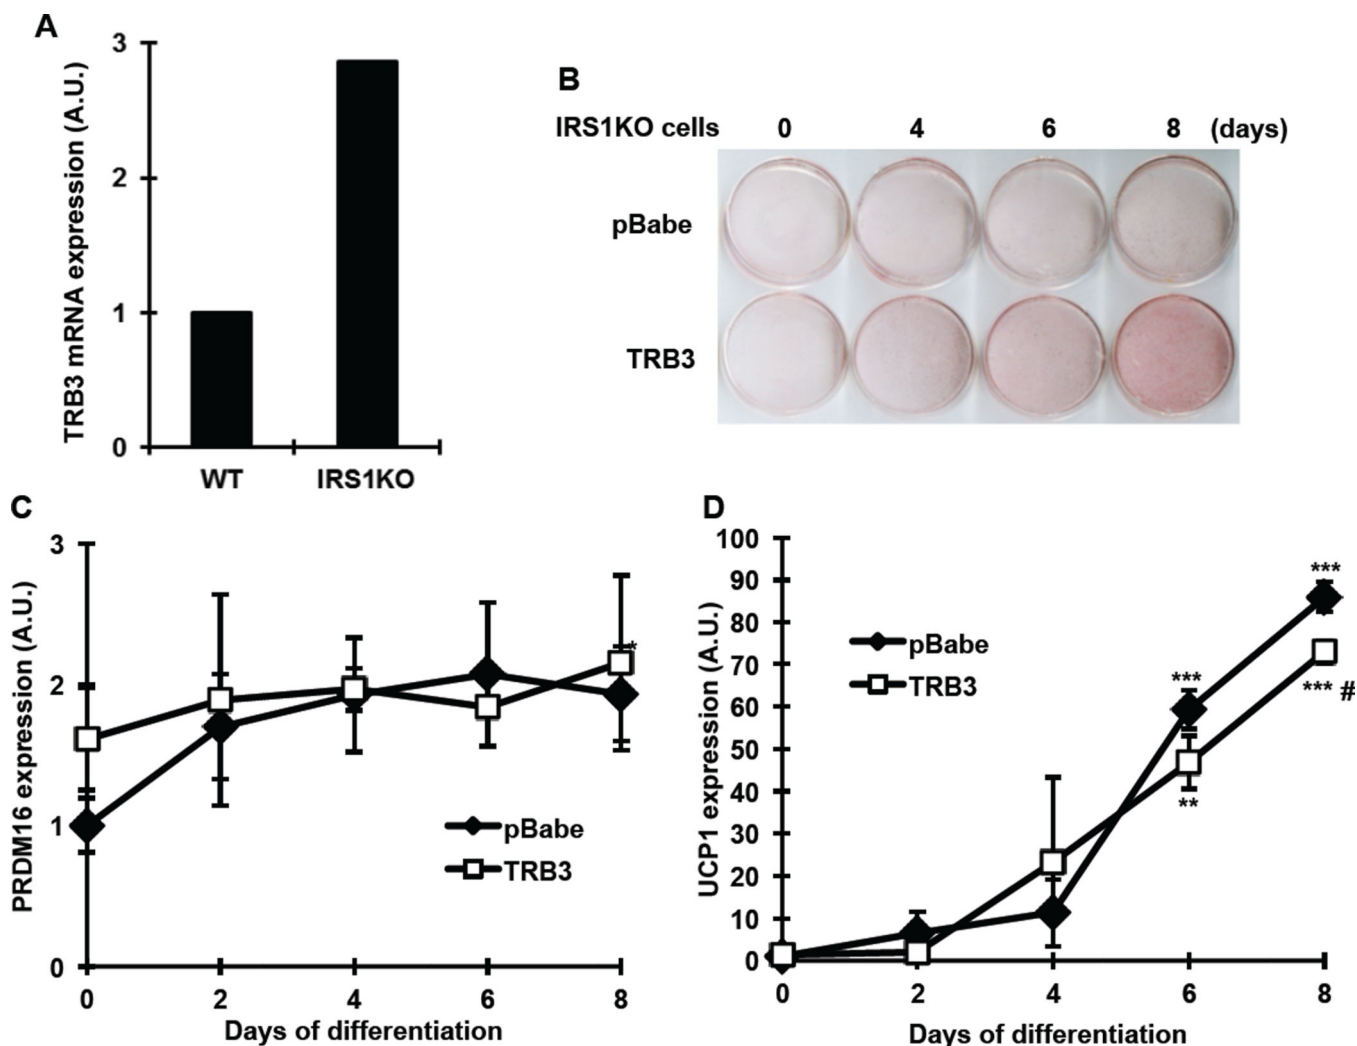 A
TRB3 mRNA expression (A.U.)
3
2
1
0
WT IRS1KO
B
IRS1KO cells 0 4 6 8 (days)
pBabe
TRB3
C
PRDM16 expression (A.U.)
3
2
1
0
*
pBabe
TRB3
0 2 4 6 8
Days of differentiation
D
UCP1 expression (A.U.)
100
90
80
70
60
50
40
30
20
10
0
pBabe
TRB3
***
***
*** #
**
0 2 4 6 8
Days of differentiation